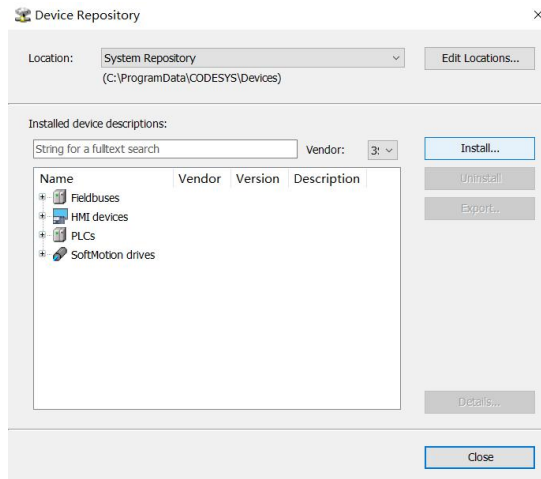 Device Repository
Location: System Repository Edit Locations...
(C:\ProgramData\CODESYS\Devices)
Installed device descriptions:
String for a fulltext search Vendor: Install...
Name Vendor Version Description Uninstall
Fieldbuses
HMI devices Export...
PLCs
SoftMotion drives
Details...
Close